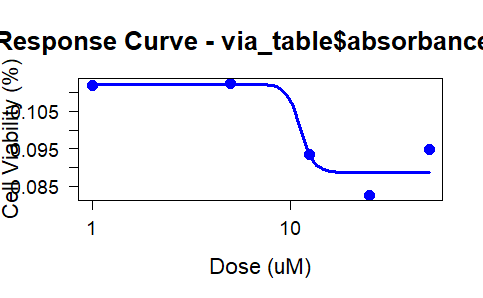 Response Curve - via_table$absorbance
Cell Viability (%)
0.105
0.095
0.085
1
10
Dose (uM)